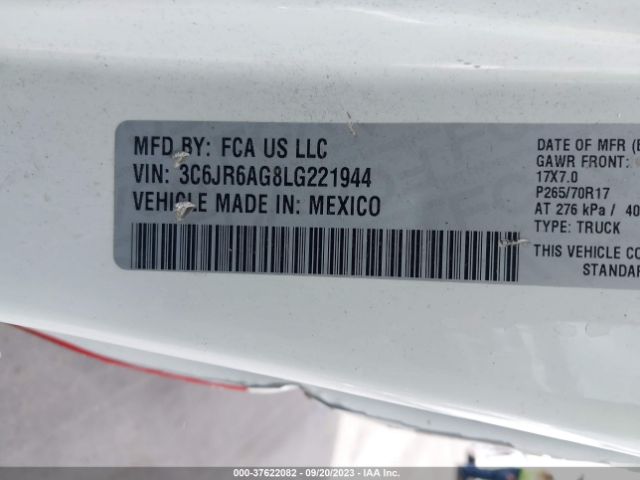 MFD BY: FCA US LLC
VIN: 3C6JR6AG8LG221944
VEHICLE MADE IN: MEXICO
DATE OF MFR (E
GAWR FRONT:
17X7.0
P265/70R17
AT 276 kPa / 40
TYPE: TRUCK
THIS VEHICLE CO
STANDAR
000-37622082 - 09/20/2023 - IAA Inc.